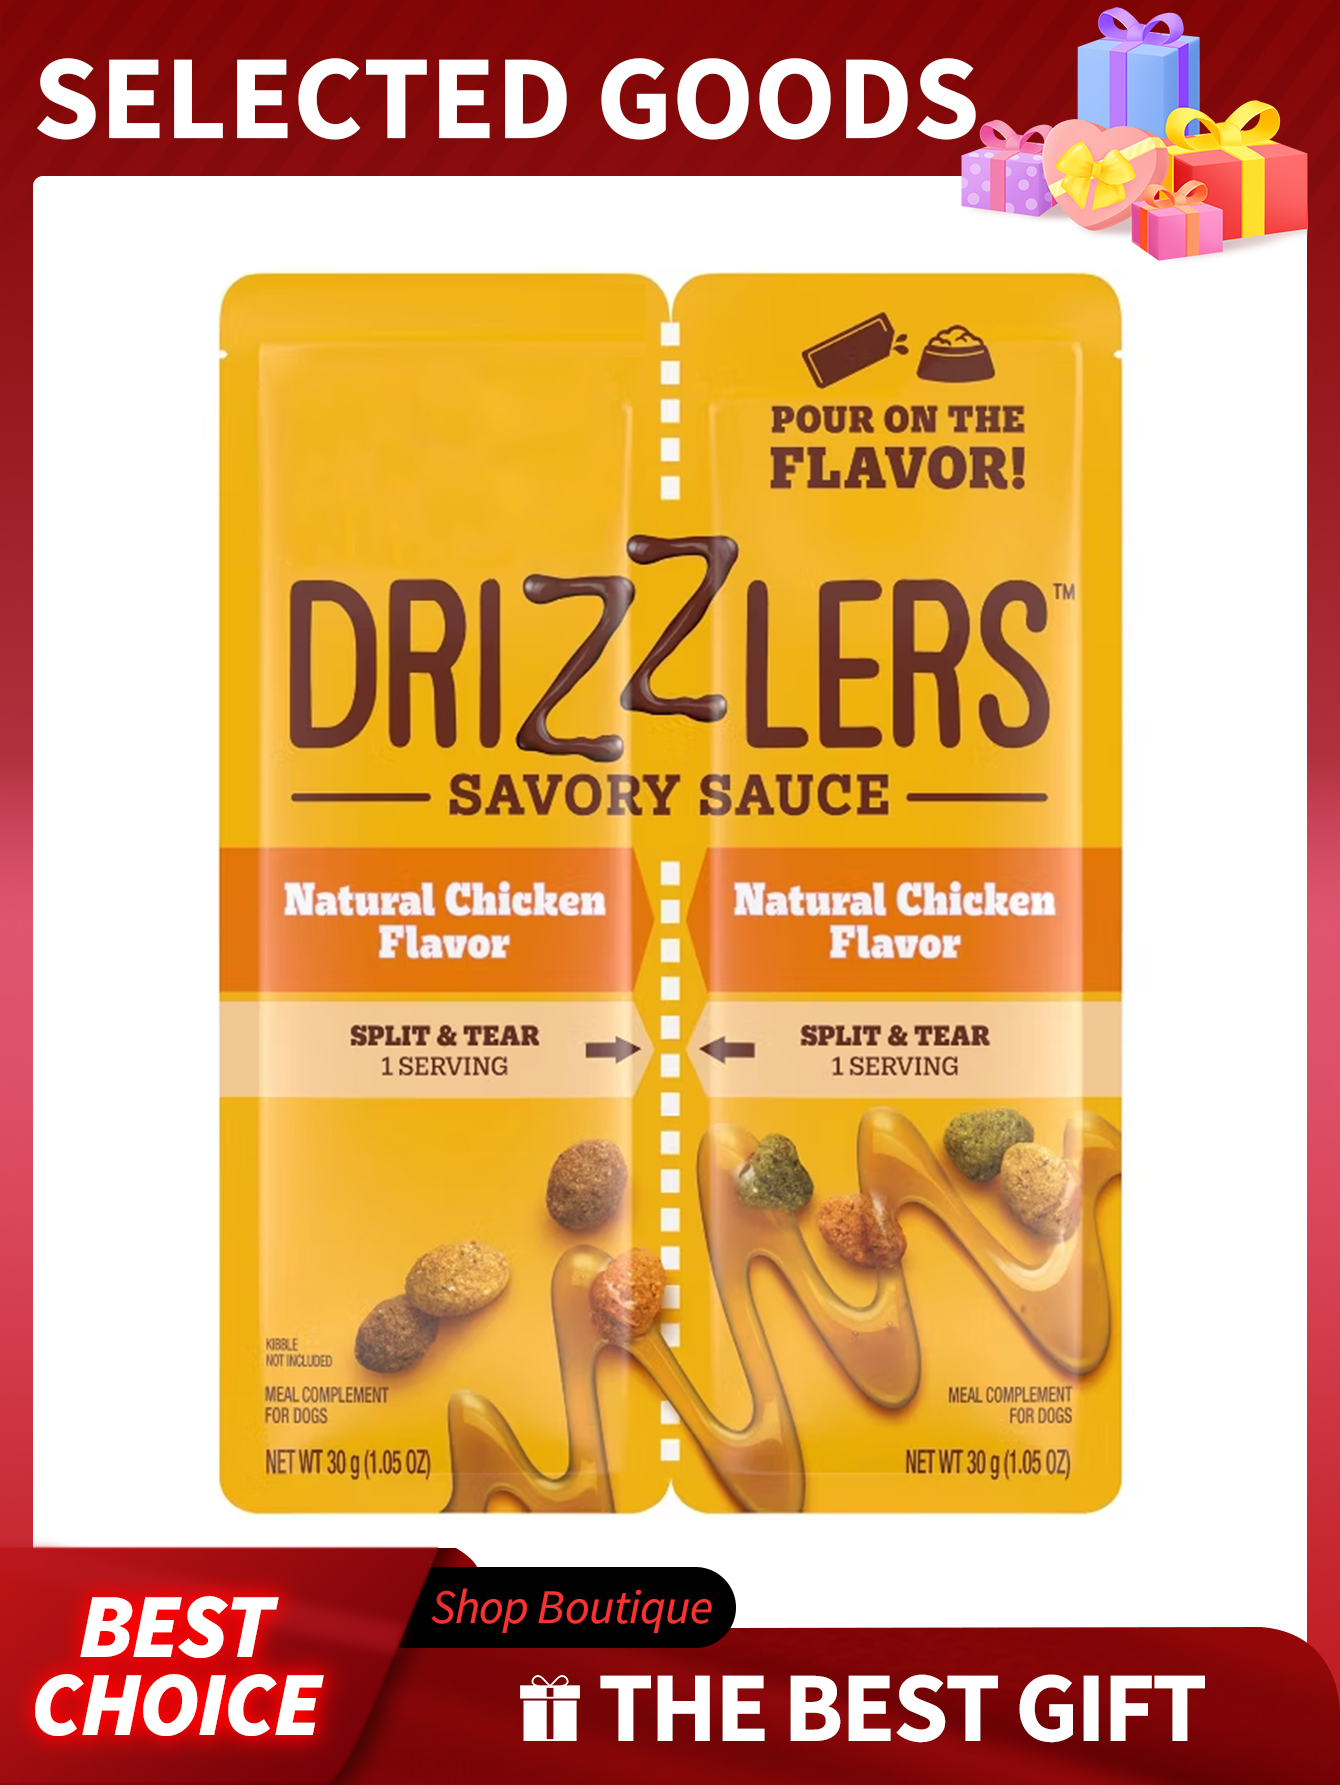 SELECTED GOODS
POUR ON THE
FLAVOR!
DRIZZLERS™
SAVORY SAUCE
Natural Chicken
Flavor
Natural Chicken
Flavor
SPLIT & TEAR
1 SERVING
SPLIT & TEAR
1 SERVING
KIBBLE
NOT INCLUDED
MEAL COMPLEMENT
FOR DOGS
NET WT 30 g (1.05 OZ)
MEAL COMPLEMENT
FOR DOGS
NET WT 30 g (1.05 OZ)
BEST
CHOICE
Shop Boutique
THE BEST GIFT